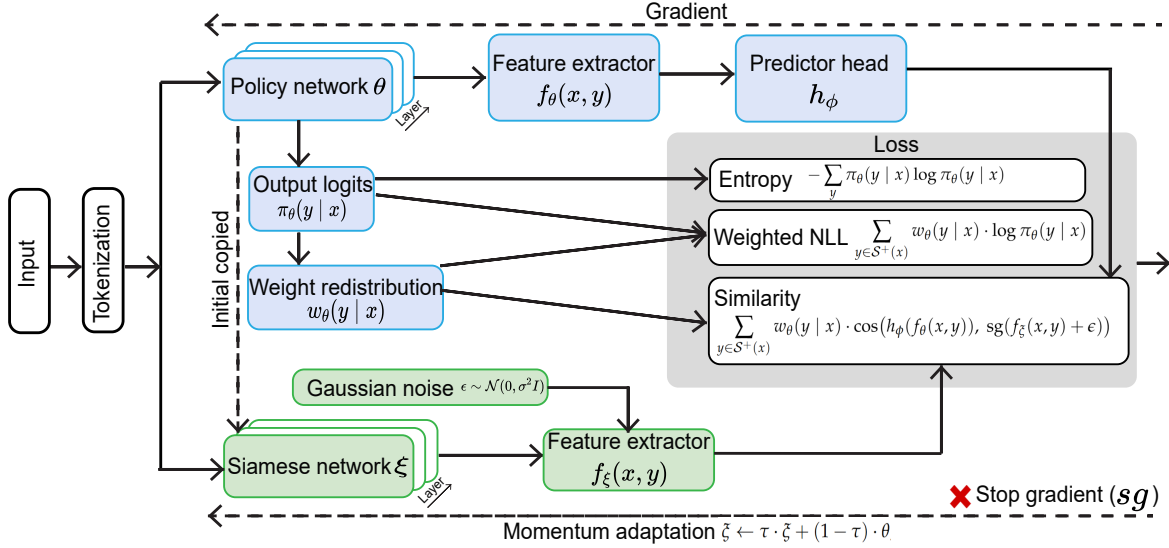 Gradient
Policy network θ
Layer
Feature extractor
f_θ(x, y)
Predictor head
h_ϕ
Loss
Output logits
π_θ(y | x)
Entropy −∑_y π_θ(y | x) log π_θ(y | x)
Weighted NLL ∑_{y∈S⁺(x)} w_θ(y | x) · log π_θ(y | x)
Input
Tokenization
Initial copied
Weight redistribution
w_θ(y | x)
Similarity
∑_{y∈S⁺(x)} w_θ(y | x) · cos(h_ϕ(f_θ(x, y)), sg(f_ξ(x, y) + ϵ))
Gaussian noise ϵ ∼ N(0, σ²I)
Siamese network ξ
Layer
Feature extractor
f_ξ(x, y)
Stop gradient (sg)
Momentum adaptation ξ ← τ · ξ + (1 − τ) · θ